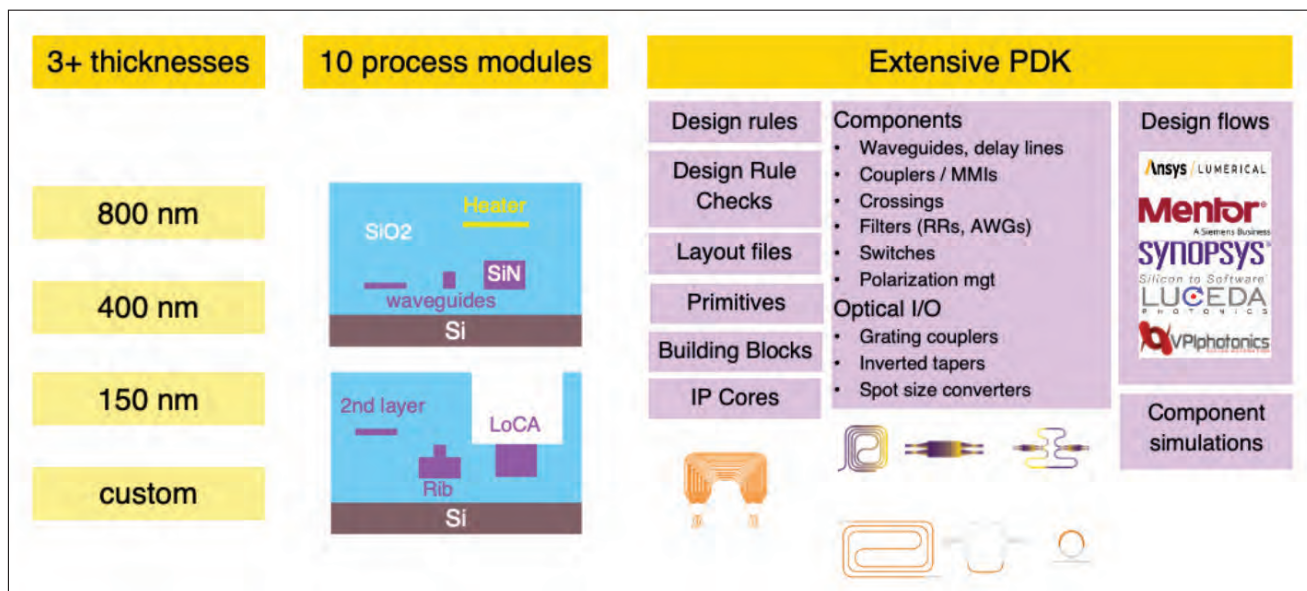 3+ thicknesses
800 nm
400 nm
150 nm
custom
10 process modules
Heater
SiO2
SiN
waveguides
Si
2nd layer
LoCA
Rib
Si
Extensive PDK
Design rules
Design Rule
Checks
Layout files
Primitives
Building Blocks
IP Cores
Components
• Waveguides, delay lines
• Couplers / MMIs
• Crossings
• Filters (RRs, AWGs)
• Switches
• Polarization mgt
Optical I/O
• Grating couplers
• Inverted tapers
• Spot size converters
Design flows
Ansys / LUMERICAL
Mentor®
A Siemens Business
SYNOPSYS®
Silicon to Software
LUCEDA
PHOTONICS
VPIphotonics
Component
simulations